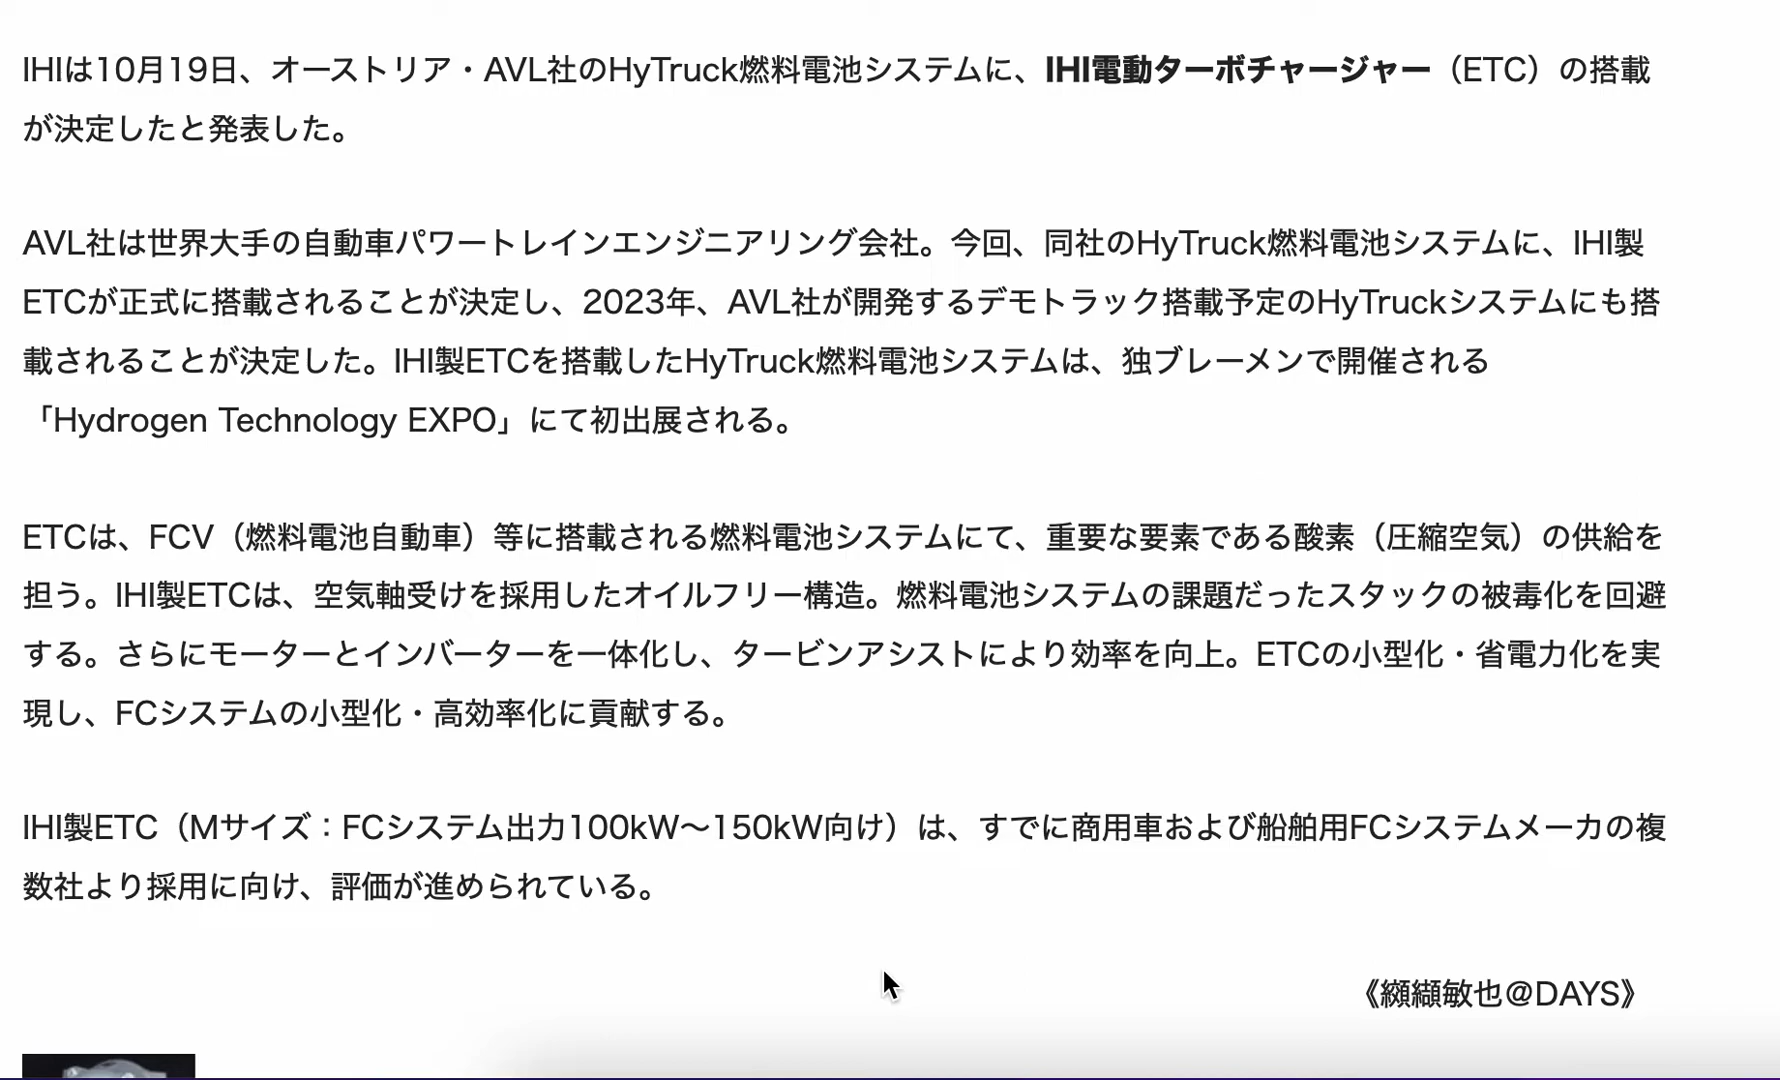 IHIは10月19日、オーストリア・AVL社のHyTruck燃料電池システムに、IHI電動ターボチャージャー（ETC）の搭載
が決定したと発表した。
AVL社は世界大手の自動車パワートレインエンジニアリング会社。今回、同社のHyTruck燃料電池システムに、IHI製
ETCが正式に搭載されることが決定し、2023年、AVL社が開発するデモトラック搭載予定のHyTruckシステムにも搭
載されることが決定した。IHI製ETCを搭載したHyTruck燃料電池システムは、独ブレーメンで開催される
「Hydrogen Technology EXPO」にて初出展される。
ETCは、FCV（燃料電池自動車）等に搭載される燃料電池システムにて、重要な要素である酸素（圧縮空気）の供給を
担う。IHI製ETCは、空気軸受けを採用したオイルフリー構造。燃料電池システムの課題だったスタックの被毒化を回避
する。さらにモーターとインバーターを一体化し、タービンアシストにより効率を向上。ETCの小型化・省電力化を実
現し、FCシステムの小型化・高効率化に貢献する。
IHI製ETC（Mサイズ：FCシステム出力100kW〜150kW向け）は、すでに商用車および船舶用FCシステムメーカの複
数社より採用に向け、評価が進められている。
《纐纈敏也@DAYS》